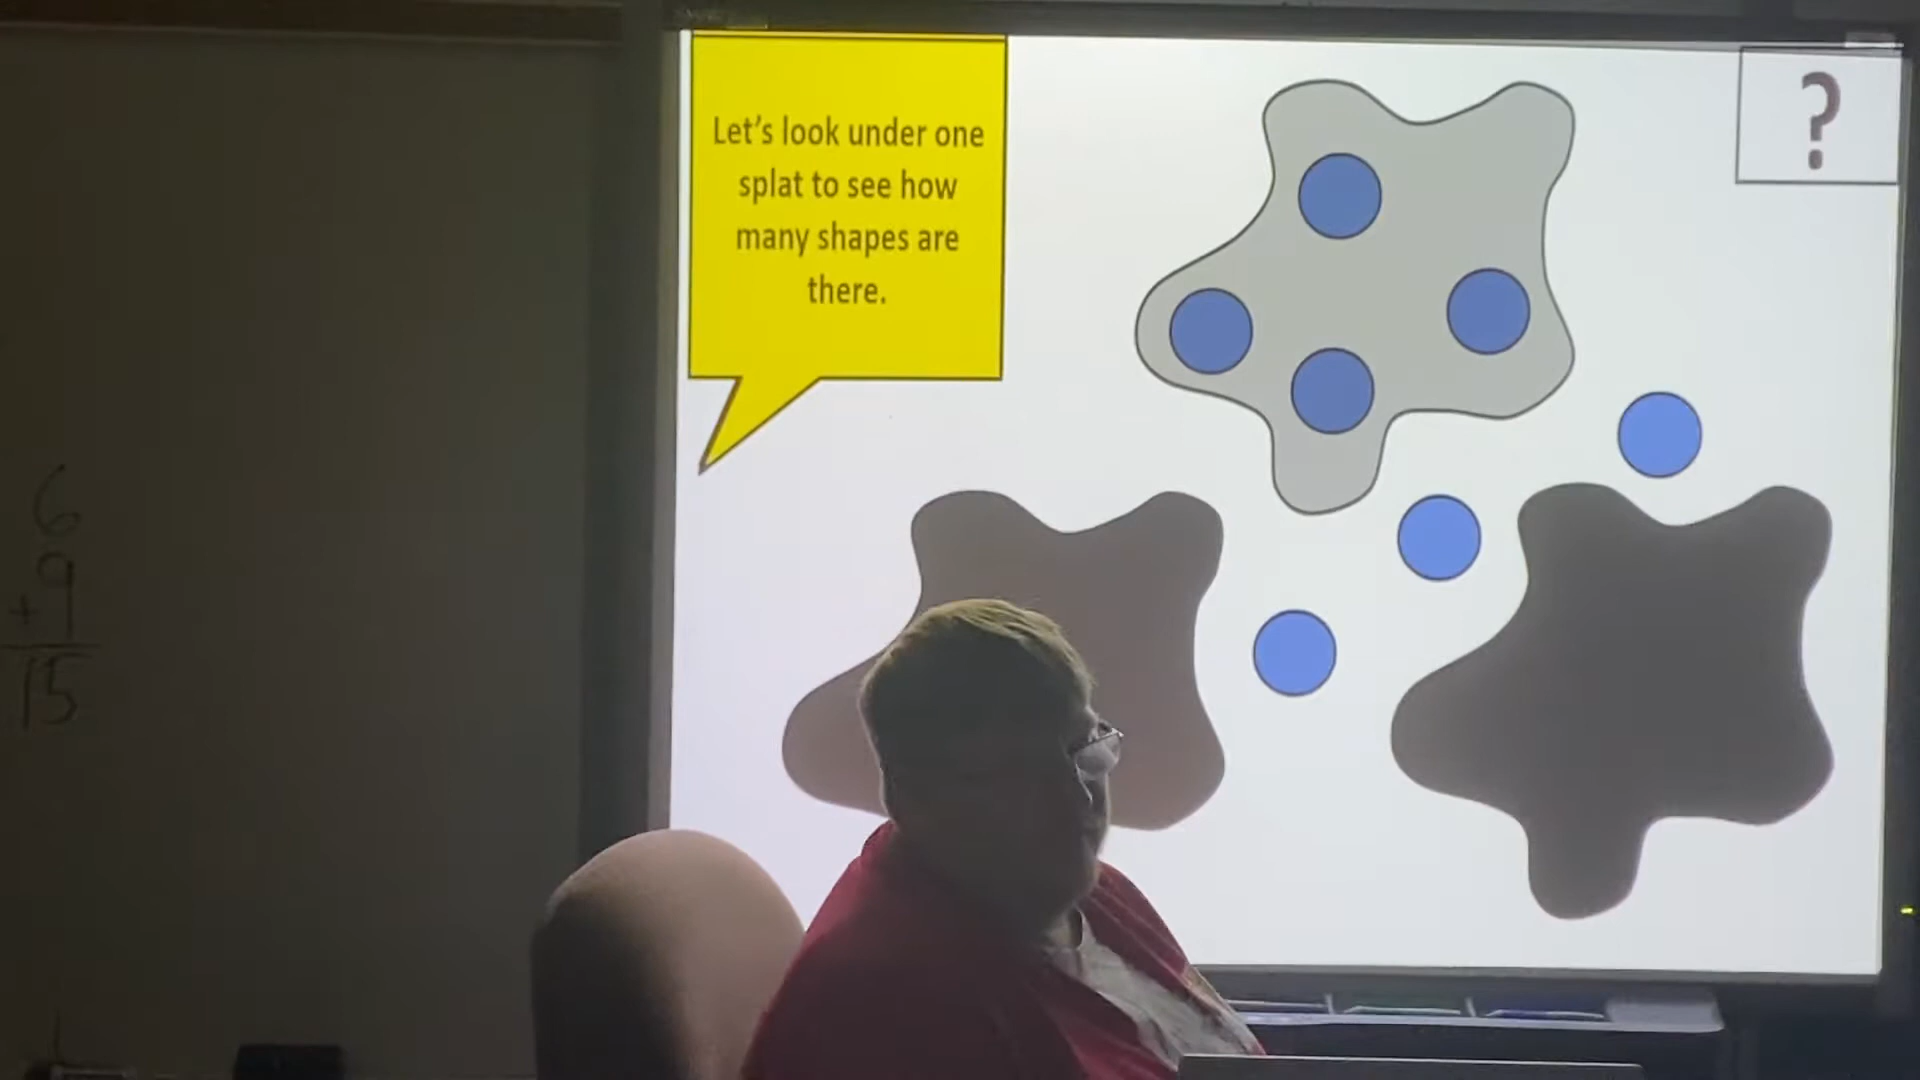 Let's look under one
splat to see how
many shapes are
there.
?
6
+9
15